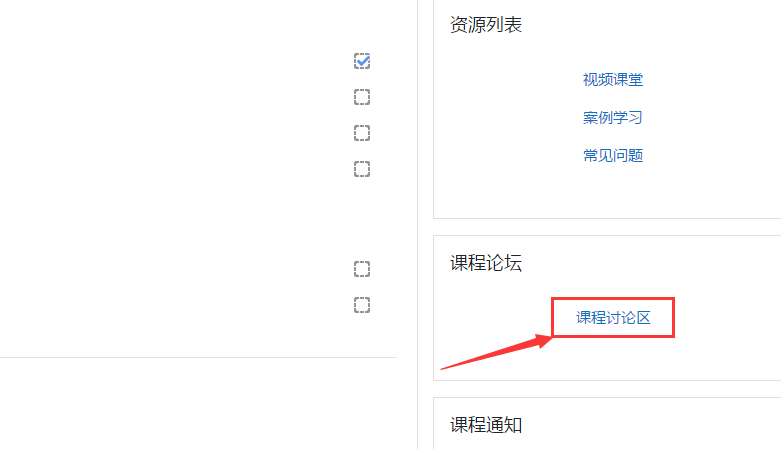 资源列表
视频课堂
案例学习
常见问题
课程论坛
课程讨论区
课程通知